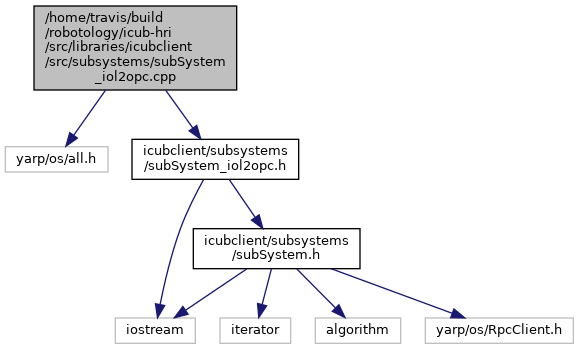 /home/travis/build
/robotology/icub-hri
/src/libraries/icubclient
/src/subsystems/subSystem
_iol2opc.cpp
yarp/os/all.h
icubclient/subsystems
/subSystem_iol2opc.h
icubclient/subsystems
/subSystem.h
iostream
iterator
algorithm
yarp/os/RpcClient.h